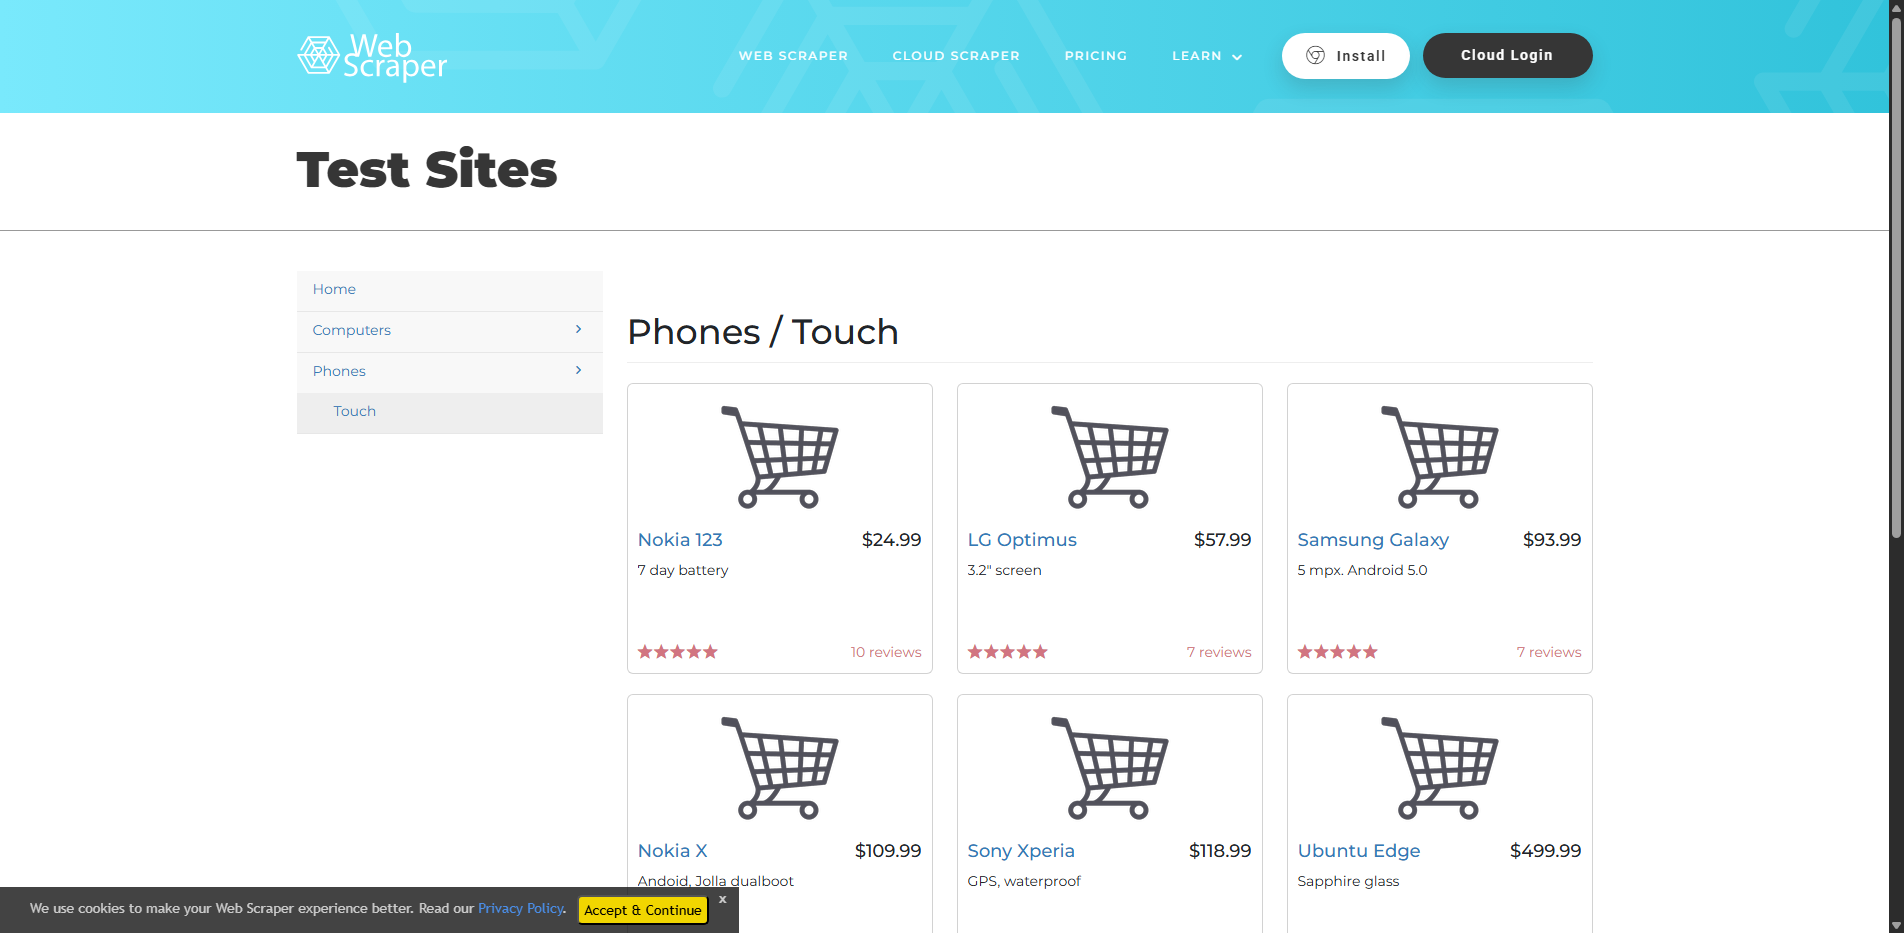 Web Scraper
WEB SCRAPER
CLOUD SCRAPER
PRICING
LEARN
Install
Cloud Login
Test Sites
Home
Computers
Phones
Touch
Phones / Touch
Nokia 123 $24.99
7 day battery
10 reviews
LG Optimus $57.99
3.2" screen
7 reviews
Samsung Galaxy $93.99
5 mpx. Android 5.0
7 reviews
Nokia X $109.99
Andoid, Jolla dualboot
Sony Xperia $118.99
GPS, waterproof
Ubuntu Edge $499.99
Sapphire glass
We use cookies to make your Web Scraper experience better. Read our Privacy Policy. Accept & Continue x